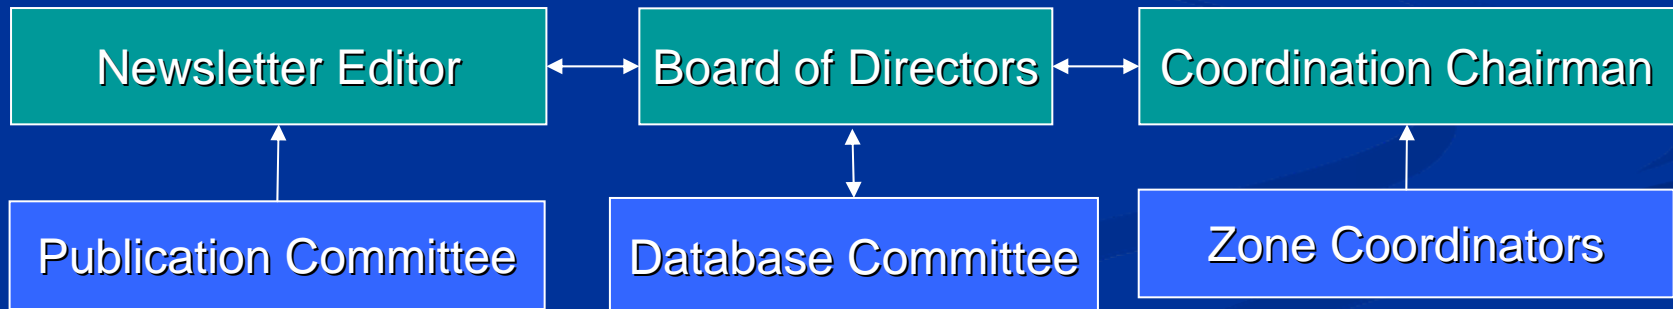 Newsletter Editor
Board of Directors
Coordination Chairman
Publication Committee
Database Committee
Zone Coordinators